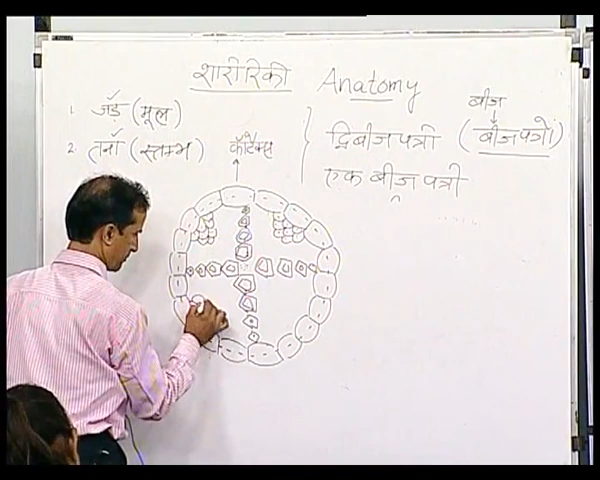 शारीरिकी Anatomy
1. जड़ (मूल)
2. तना (स्तम्भ)
कॉर्टेक्स
बीज
द्विबीजपत्री (बीजपत्रो)
एक बीज पत्री